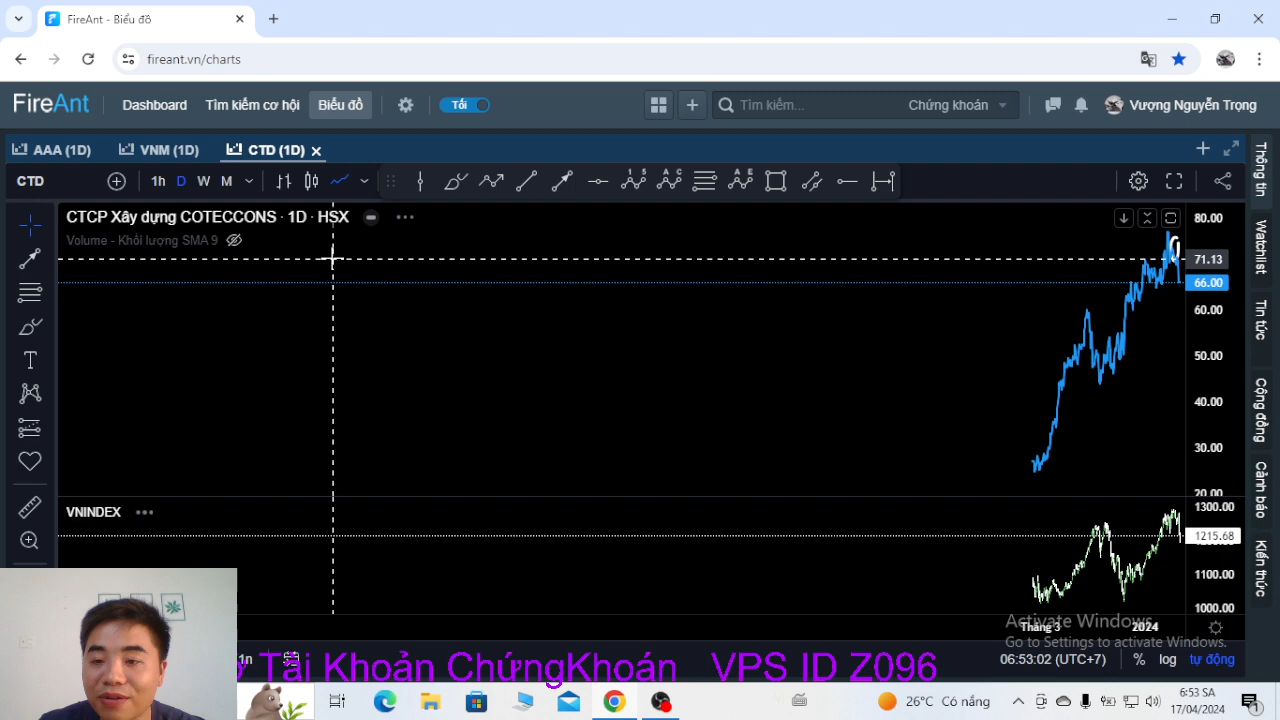 FireAnt - Biểu đồ
fireant.vn/charts
FireAnt Dashboard Tìm kiếm cơ hội Biểu đồ Tối Tìm kiếm... Chứng khoán Vượng Nguyễn Trọng
AAA (1D) VNM (1D) CTD (1D)
CTD 1h D W M
CTCP Xây dựng COTECCONS · 1D · HSX
Volume - Khối lượng SMA 9
80.00
71.13
66.00
60.00
50.00
40.00
30.00
20.00
VNINDEX
1300.00
1215.68
1100.00
1000.00
Tháng 3 2024
Thông tin
Watchlist
Tin tức
Cộng đồng
Cảnh báo
Kiến thức
Activate Windows
Go to Settings to activate Windows.
06:53:02 (UTC+7) % log tự động
Tài Khoản ChứngKhoán VPS ID Z096
26°C Có nắng
6:53 SA
17/04/2024